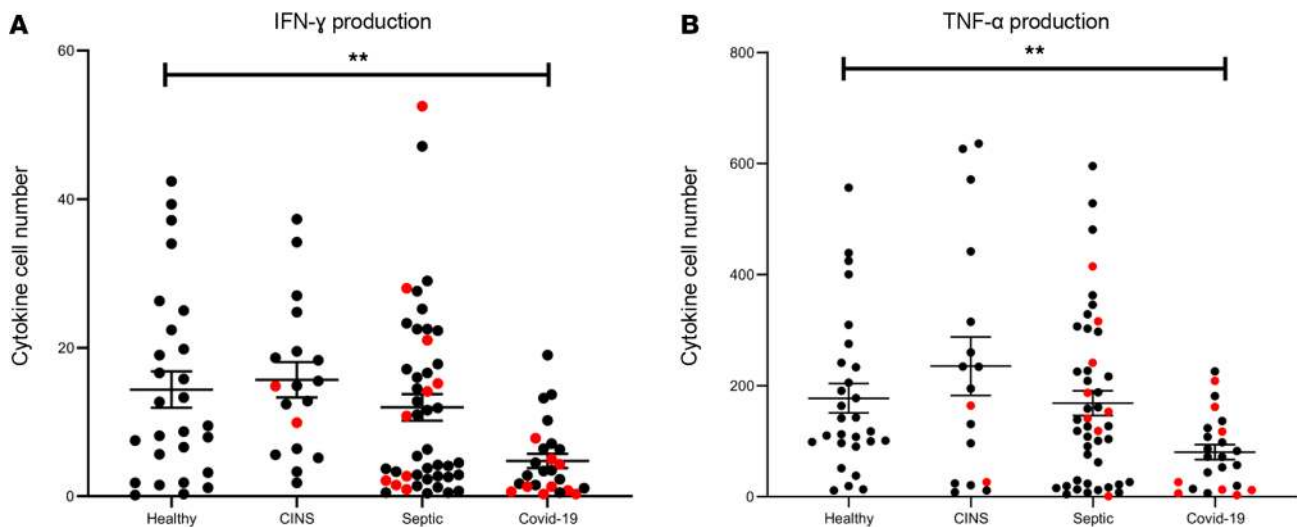 A
IFN-ɣ production
**
Cytokine cell number
60
40
20
0
Healthy CINS Septic Covid-19
B
TNF-α production
**
Cytokine cell number
800
600
400
200
0
Healthy CINS Septic Covid-19